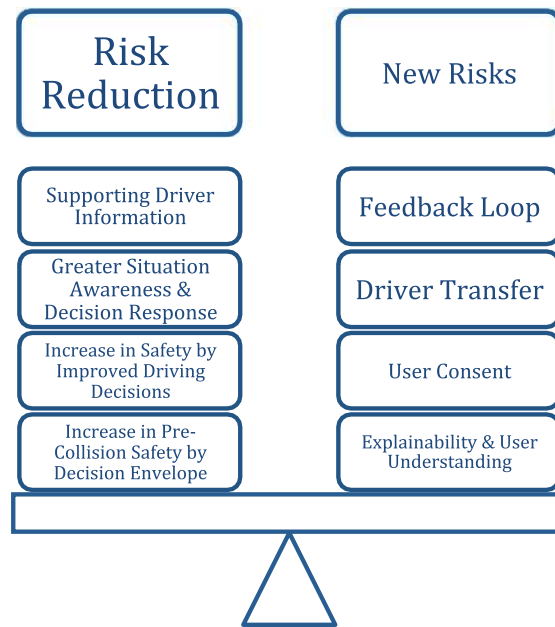 Risk
Reduction
New Risks
Supporting Driver
Information
Greater Situation
Awareness &
Decision Response
Increase in Safety by
Improved Driving
Decisions
Increase in Pre-
Collision Safety by
Decision Envelope
Feedback Loop
Driver Transfer
User Consent
Explainability & User
Understanding